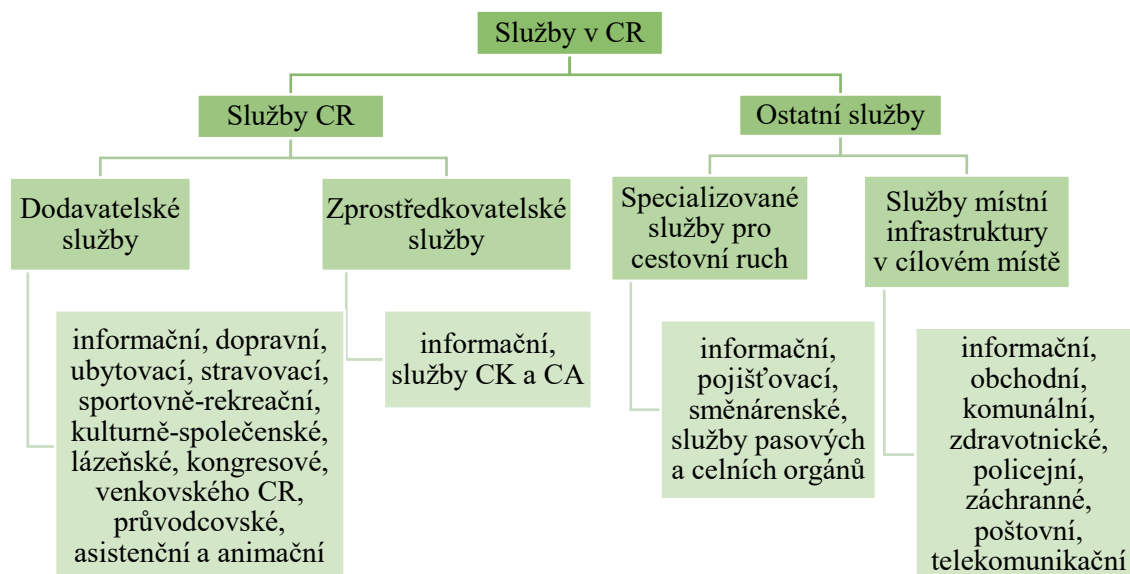 Služby v CR
Služby CR
Ostatní služby
Dodavatelské
služby
Zprostředkovatelské
služby
Specializované
služby pro
cestovní ruch
Služby místní
infrastruktury
v cílovém místě
informační, dopravní,
ubytovací, stravovací,
sportovně-rekreační,
kulturně-společenské,
lázeňské, kongresové,
venkovského CR,
průvodcovské,
asistenční a animační
informační,
služby CK a CA
informační,
pojišťovací,
směnárenské,
služby pasových
a celních orgánů
informační,
obchodní,
komunální,
zdravotnické,
policejní,
záchranné,
poštovní,
telekomunikační